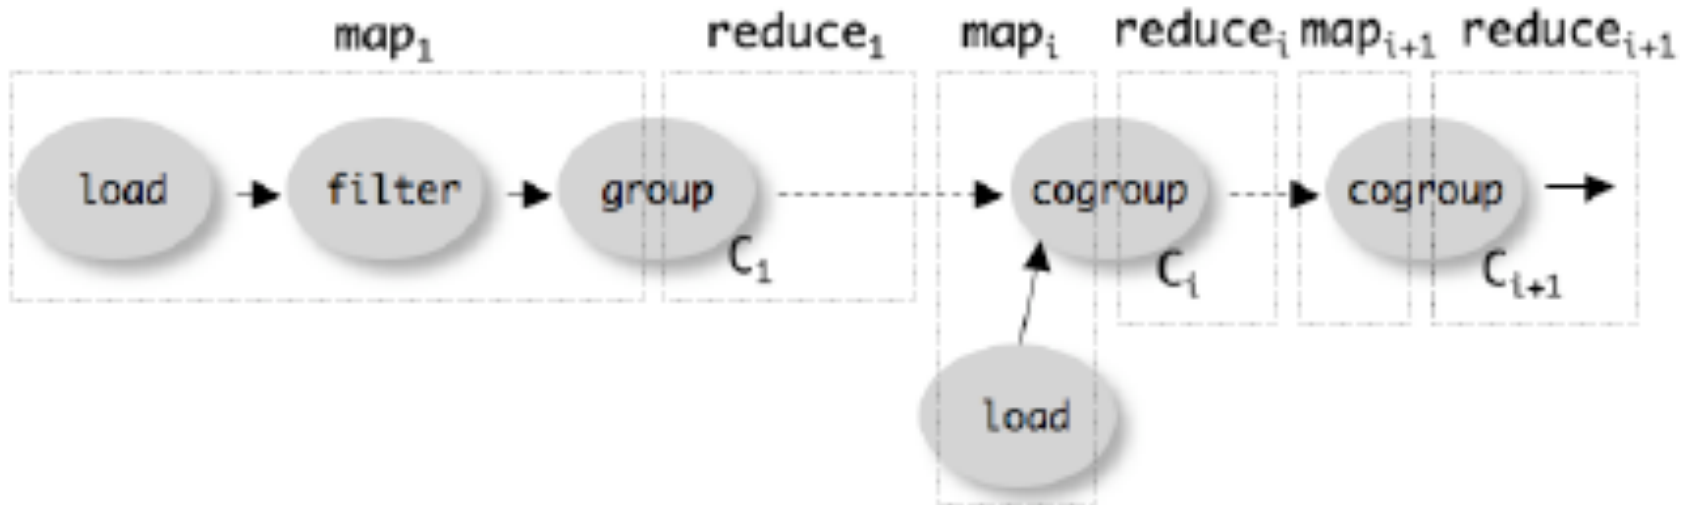 map₁ reduce₁ mapᵢ reduceᵢ mapᵢ₊₁ reduceᵢ₊₁
load filter group cogroup cogroup
C₁ Cᵢ Cᵢ₊₁
load